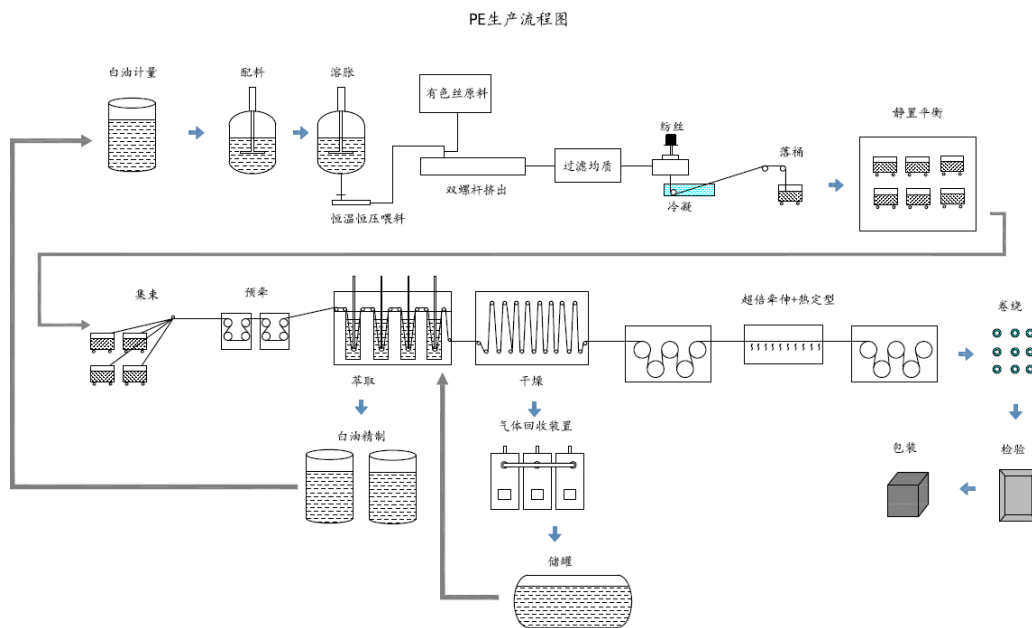 PE生产流程图
白油计量
配料
溶胀
有色丝原料
恒温恒压喂料
双螺杆挤出
过滤均质
纺丝
冷凝
落桶
静置平衡
集束
预牵
萃取
干燥
超倍牵伸+热定型
卷绕
白油精制
气体回收装置
储罐
检验
包装